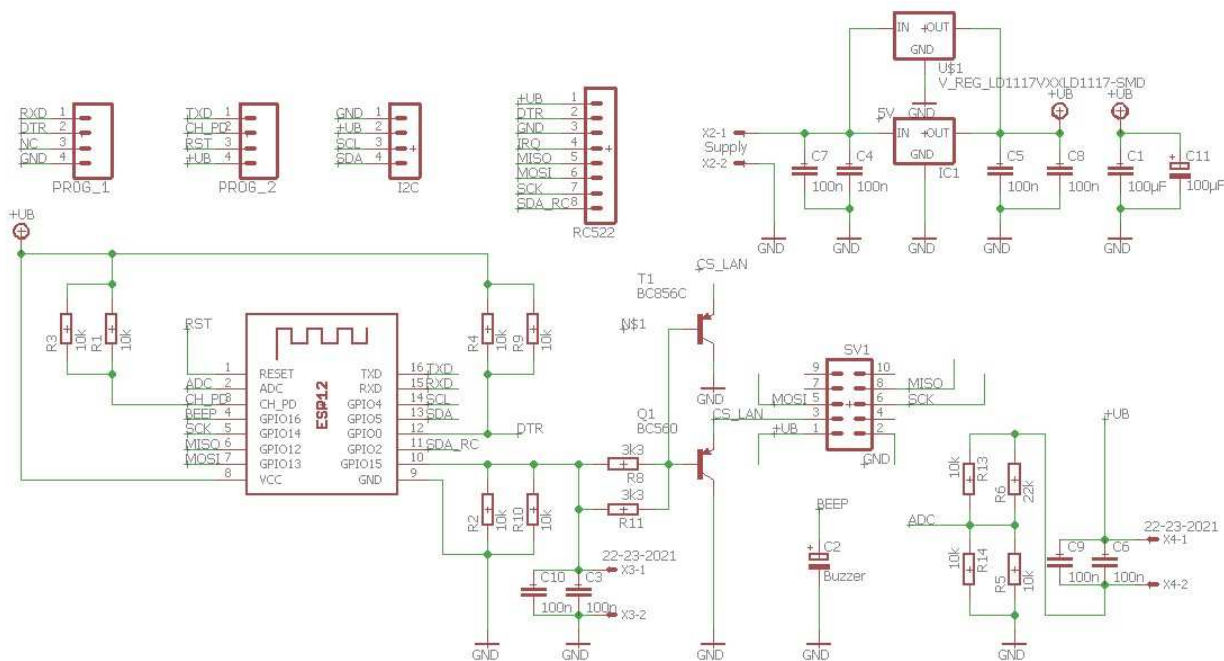 IN +OUT
GND
U$1
V_REG_LD1117VXXLD1117-SMD
+UB
+UB
GND
5V
IN +OUT
GND
IC1
X2-1
Supply
X2-2
C7
100n
C4
100n
C5
100n
C8
100n
C1
100µF
C11
100µF
GND
GND
GND
GND
GND
RXD 1
DTR 2
NC 3
GND 4
PROG_1
TXD 1
CH_PD 2
RST 3
+UB 4
PROG_2
GND 1
+UB 2
SCL 3
SDA 4
I2C
+UB 1
DTR 2
GND 3
IRQ 4
MISO 5
MOSI 6
SCK 7
SDA_RC 8
RC522
+UB
R3
10k
R1
10k
R4
10k
R9
10k
RST
ADC
CH_PD
BEEP
SCK
MISO
MOSI
1 RESET
2 ADC
3 CH_PD
4 GPIO16
5 GPIO14
6 GPIO12
7 GPIO13
8 VCC
ESP12
TXD 16 TXD
RXD 15 RXD
GPIO4 14 SCL
GPIO5 13 SDA
GPIO0 12 DTR
GPIO2 11 SDA_RC
GPIO15 10
GND 9
R2
10k
R10
10k
3k3
R8
3k3
R11
22-23-2021
X3-1
X3-2
C10
100n
C3
100n
GND
GND
CS_LAN
T1
BC856C
N$1
GND
Q1
BC560
CS_LAN
GND
SV1
9 10
7 8 MISO
MOSI 5 6 SCK
3 4
+UB 1 2
GND
BEEP
C2
Buzzer
GND
ADC
10k
R13
R6
22k
10k
R14
R5
10k
GND
+UB
22-23-2021
X4-1
X4-2
C9
100n
C6
100n